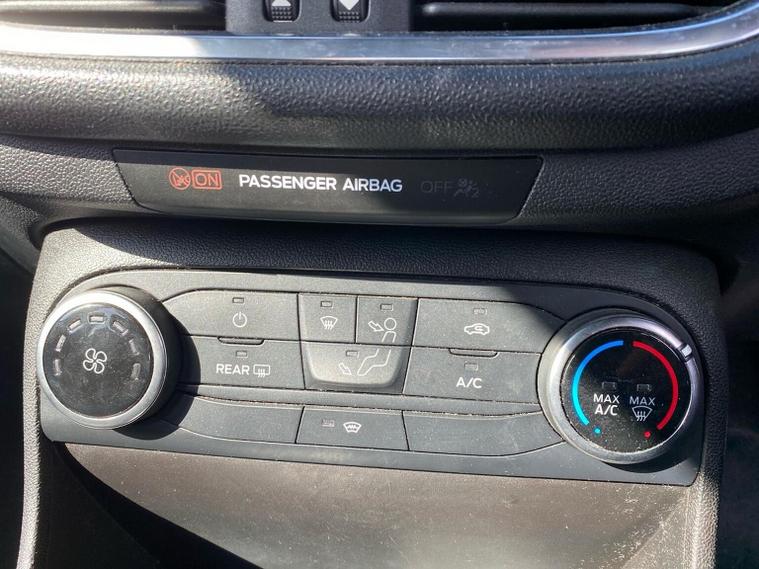 ON PASSENGER AIRBAG OFF
REAR
A/C
MAX
A/C
MAX